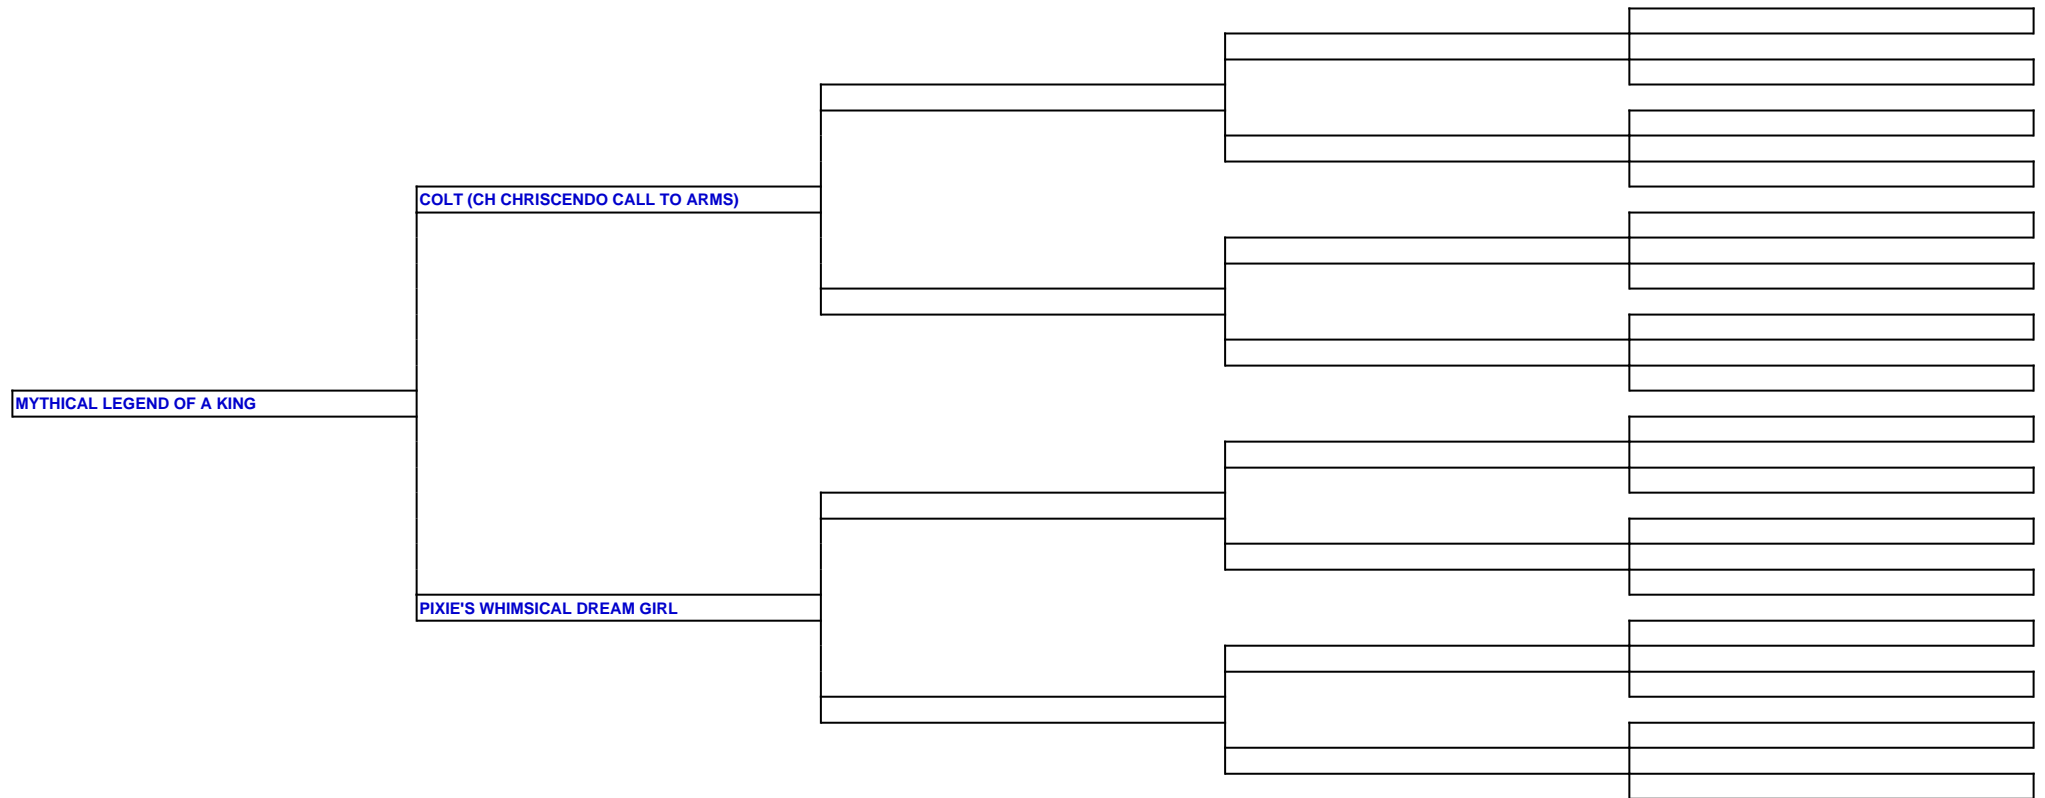 COLT (CH CHRISCENDO CALL TO ARMS)
MYTHICAL LEGEND OF A KING
PIXIE'S WHIMSICAL DREAM GIRL